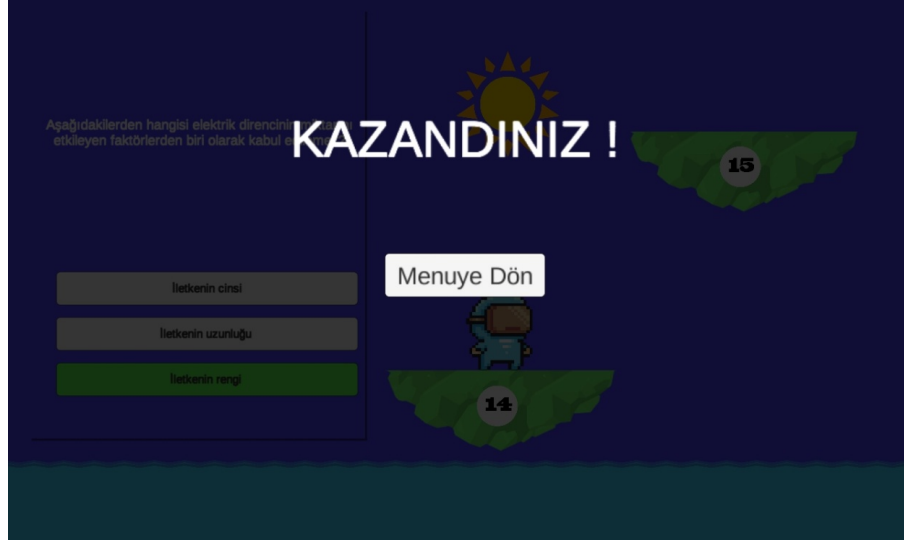 Aşağıdakilerden hangisi elektrik direncinin
etkileyen faktörlerden biri olarak kabul
KAZANDINIZ !
15
Menuye Dön
İletkenin cinsi
İletkenin uzunluğu
İletkenin rengi
14